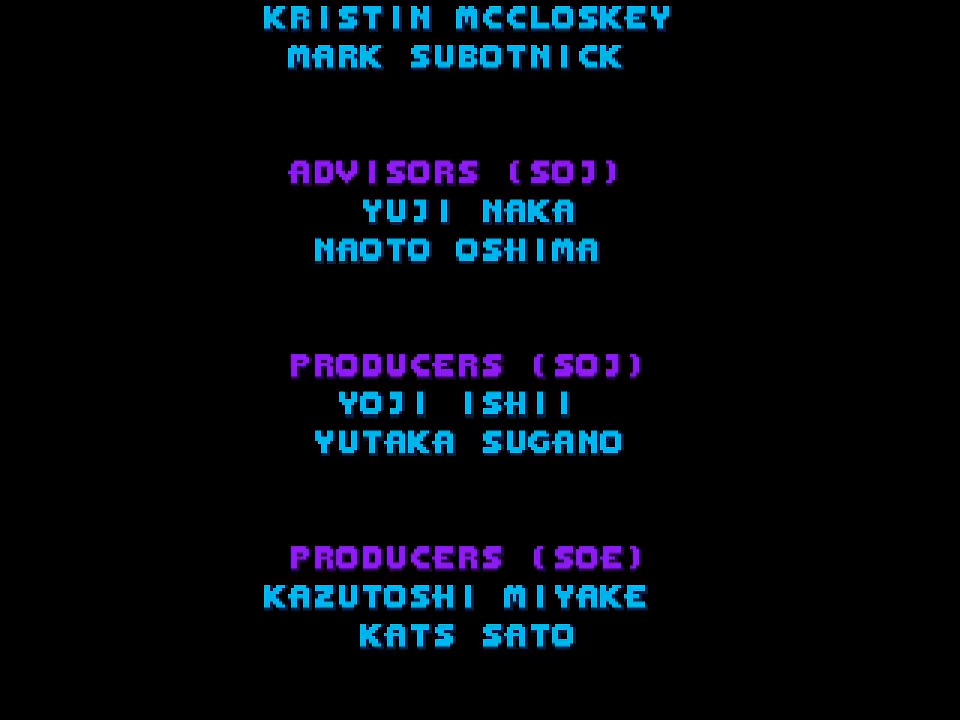 KRISTIN MCCLOSKEY
MARK SUBOTNICK
ADVISORS (SOJ)
YUJI NAKA
NAOTO OSHIMA
PRODUCERS (SOJ)
YOJI ISHII
YUTAKA SUGANO
PRODUCERS (SOE)
KAZUTOSHI MIYAKE
KATS SATO